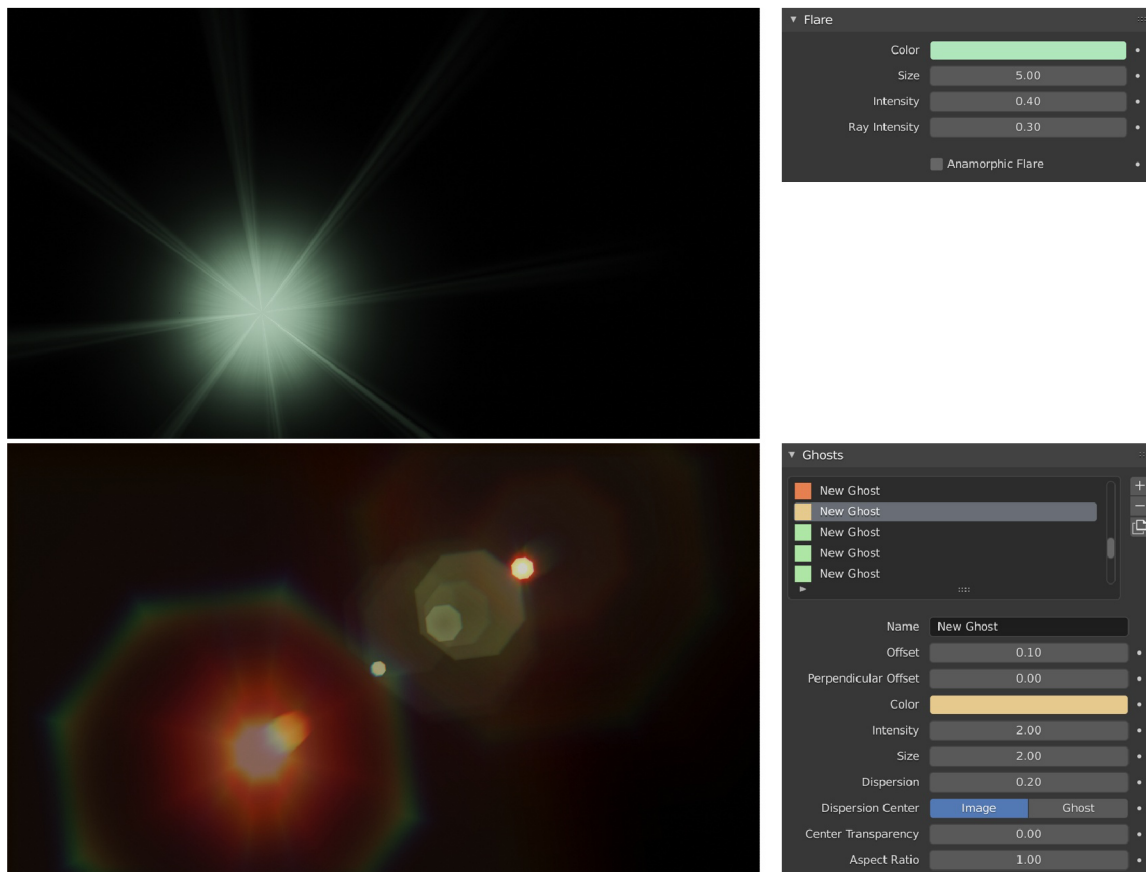 Flare
Color
Size 5.00
Intensity 0.40
Ray Intensity 0.30
Anamorphic Flare
Ghosts
New Ghost
New Ghost
New Ghost
New Ghost
New Ghost
Name New Ghost
Offset 0.10
Perpendicular Offset 0.00
Color
Intensity 2.00
Size 2.00
Dispersion 0.20
Dispersion Center Image Ghost
Center Transparency 0.00
Aspect Ratio 1.00